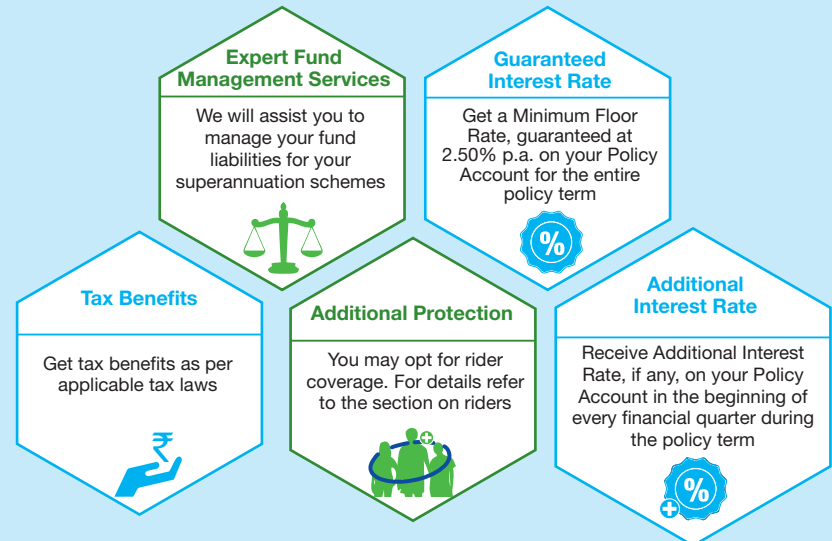 Expert Fund
Management Services
We will assist you to
manage your fund
liabilities for your
superannuation schemes
Guaranteed
Interest Rate
Get a Minimum Floor
Rate, guaranteed at
2.50% p.a. on your Policy
Account for the entire
policy term
%
Tax Benefits
Get tax benefits as per
applicable tax laws
₹
Additional Protection
You may opt for rider
coverage. For details refer
to the section on riders
Additional
Interest Rate
Receive Additional Interest
Rate, if any, on your Policy
Account in the beginning of
every financial quarter during
the policy term
%